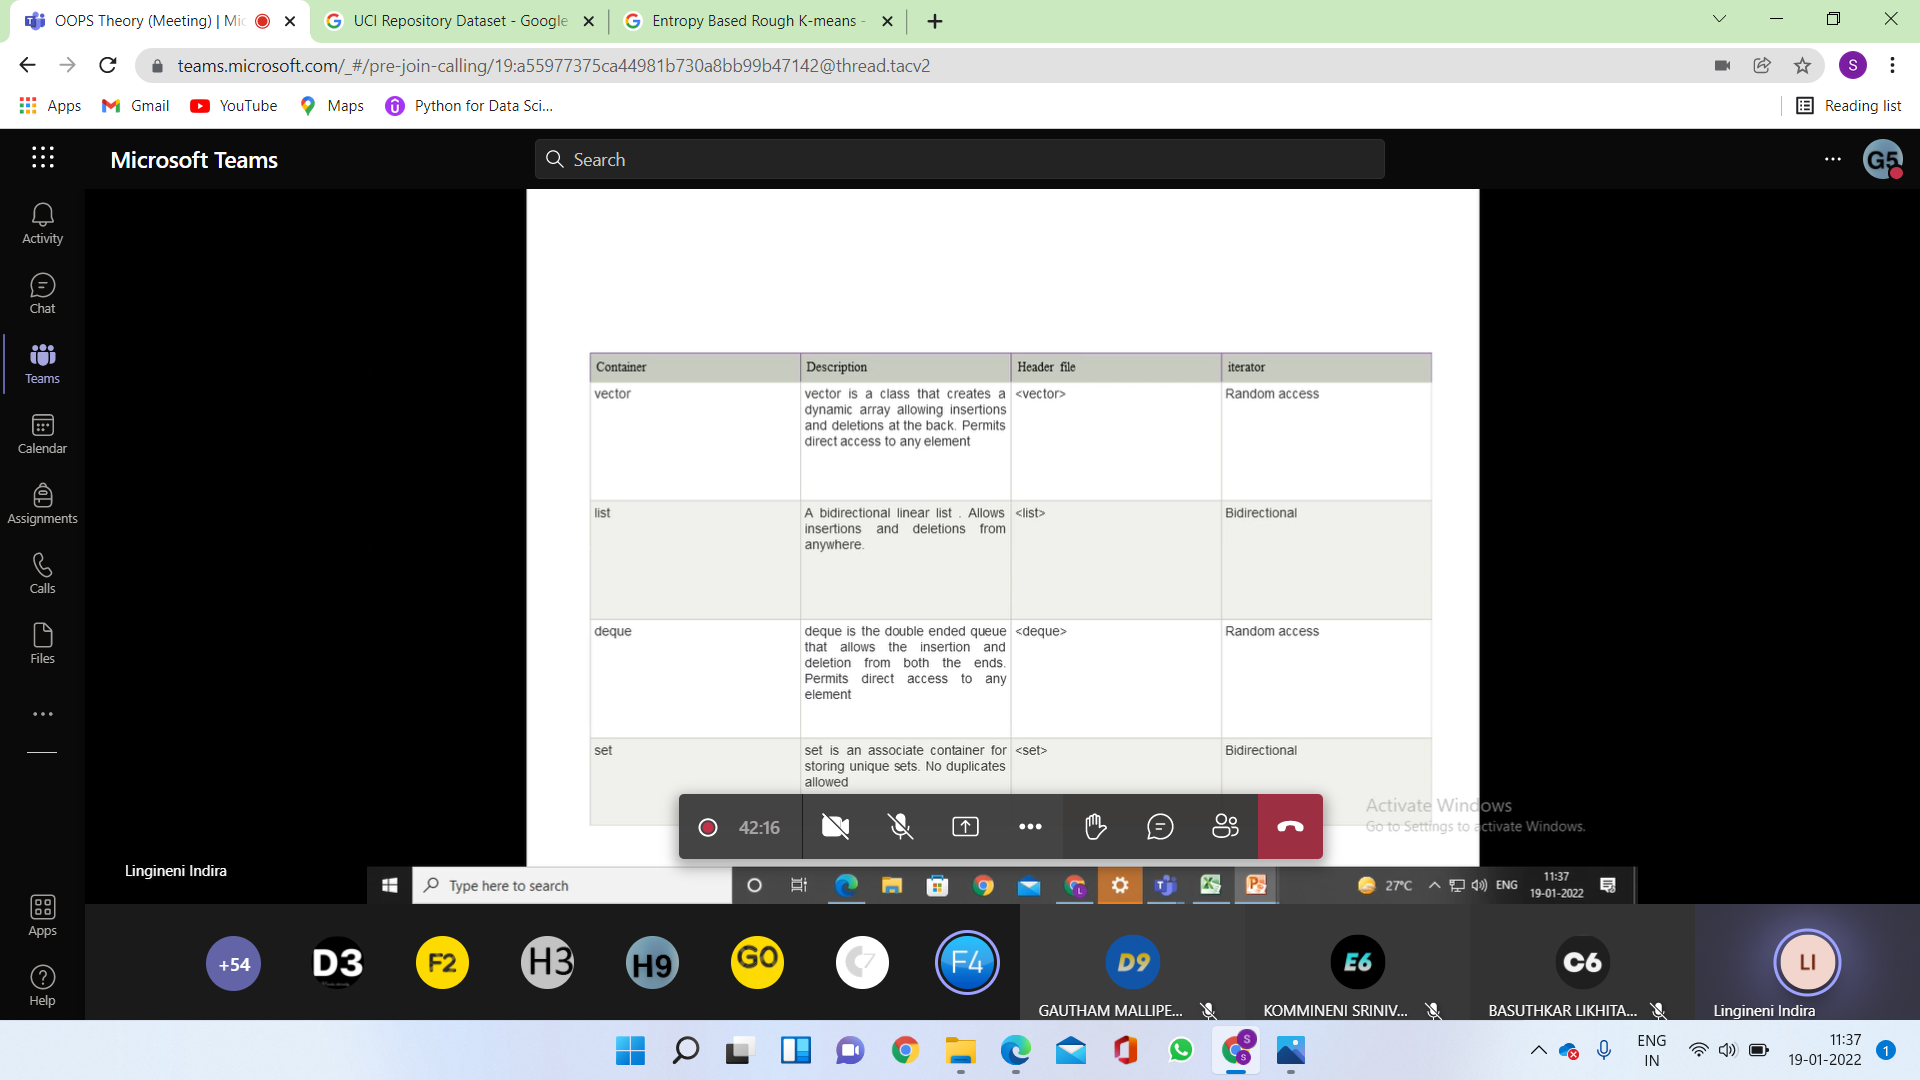 OOPS Theory (Meeting) | Mic
UCI Repository Dataset - Google
Entropy Based Rough K-means -
teams.microsoft.com/_#/pre-join-calling/19:a55977375ca44981b730a8bb99b47142@thread.tacv2
S
Apps
Gmail
YouTube
Maps
Python for Data Sci...
Reading list
Microsoft Teams
Search
G5
Activity
Chat
Teams
Calendar
Assignments
Calls
Files
Apps
Help
Container Description Header file iterator
vector
vector is a class that creates a
dynamic array allowing insertions
and deletions at the back. Permits
direct access to any element
<vector>
Random access
list
A bidirectional linear list . Allows
insertions and deletions from
anywhere.
<list>
Bidirectional
deque
deque is the double ended queue
that allows the insertion and
deletion from both the ends.
Permits direct access to any
element
<deque>
Random access
set
set is an associate container for
storing unique sets. No duplicates
allowed
<set>
Bidirectional
42:16
Activate Windows
Go to Settings to activate Windows.
Lingineni Indira
Type here to search
27°C
ENG
11:37
19-01-2022
+54
D3
F2
H3
H9
GO
C7
F4
D9
GAUTHAM MALLIPE...
E6
KOMMINENI SRINIV...
C6
BASUTHKAR LIKHITA...
LI
Lingineni Indira
S
S
ENG
IN
11:37
19-01-2022
1